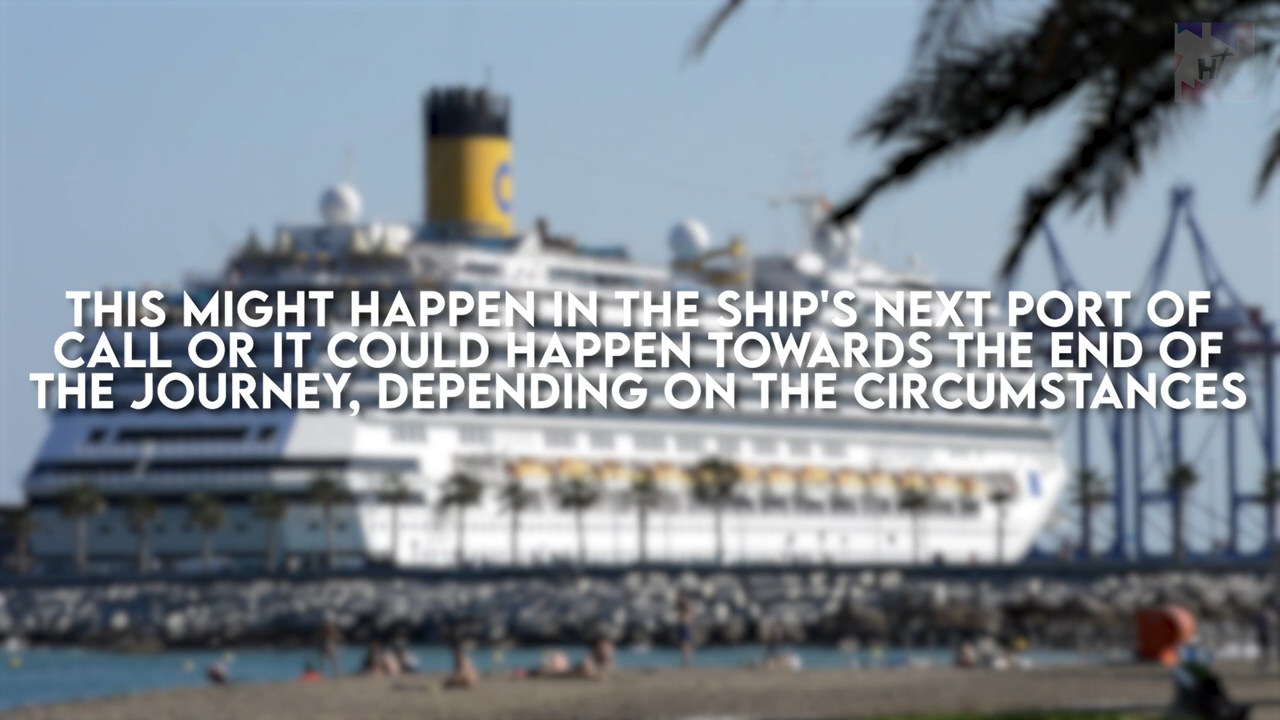 THIS MIGHT HAPPEN IN THE SHIP'S NEXT PORT OF
CALL OR IT COULD HAPPEN TOWARDS THE END OF
THE JOURNEY, DEPENDING ON THE CIRCUMSTANCES
H